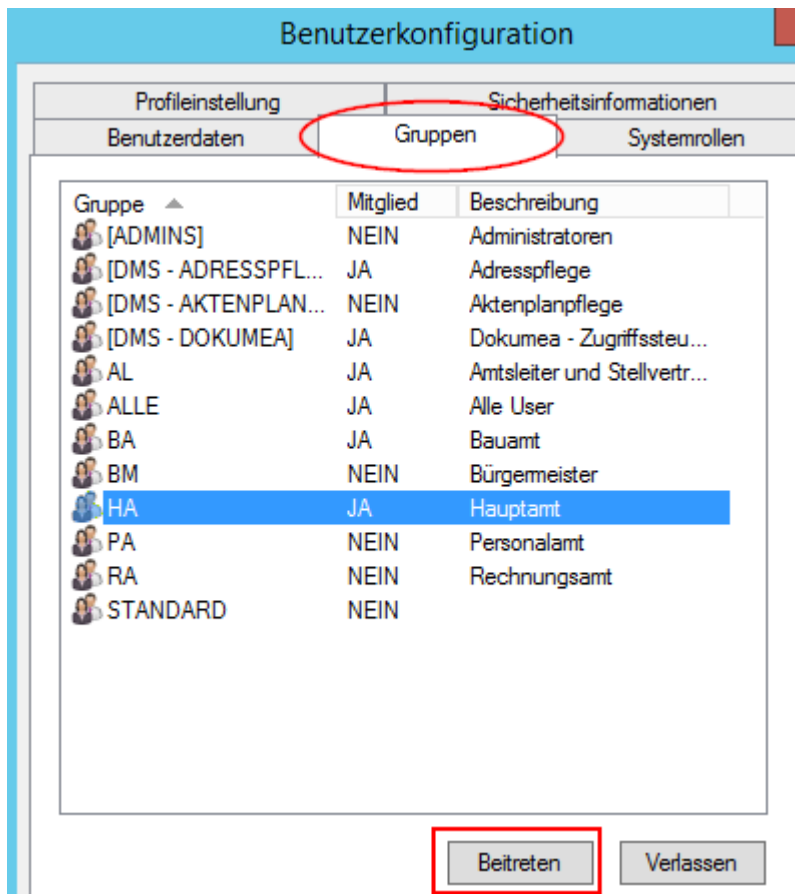 Benutzerkonfiguration
Profileinstellung Sicherheitsinformationen
Benutzerdaten Gruppen Systemrollen
Gruppe Mitglied Beschreibung
[ADMINS] NEIN Administratoren
[DMS - ADRESSPFL... JA Adresspflege
[DMS - AKTENPLAN... NEIN Aktenplanpflege
[DMS - DOKUMEA] JA Dokumea - Zugriffssteu...
AL JA Amtsleiter und Stellvertr...
ALLE JA Alle User
BA JA Bauamt
BM NEIN Bürgermeister
HA JA Hauptamt
PA NEIN Personalamt
RA NEIN Rechnungsamt
STANDARD NEIN
Beitreten Verlassen